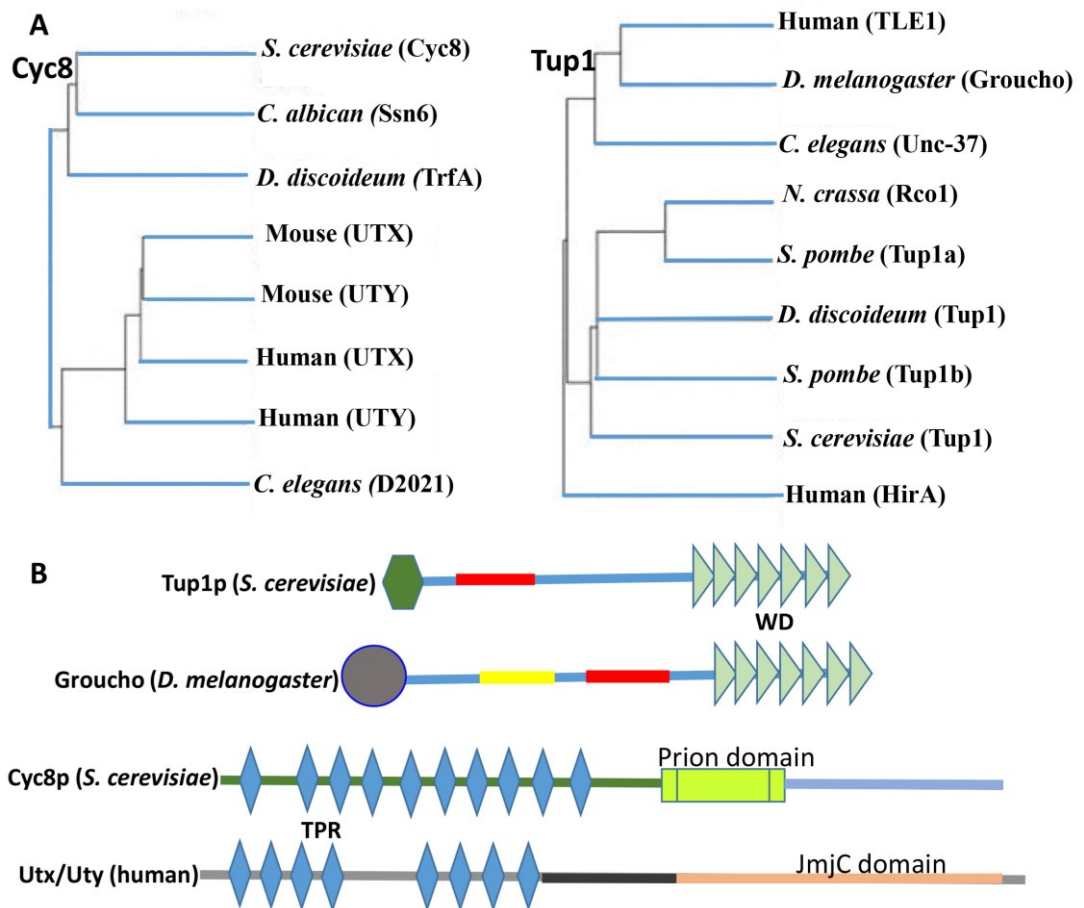 A
Cyc8
S. cerevisiae (Cyc8)
C. albican (Ssn6)
D. discoideum (TrfA)
Mouse (UTX)
Mouse (UTY)
Human (UTX)
Human (UTY)
C. elegans (D2021)
Tup1
Human (TLE1)
D. melanogaster (Groucho)
C. elegans (Unc-37)
N. crassa (Rco1)
S. pombe (Tup1a)
D. discoideum (Tup1)
S. pombe (Tup1b)
S. cerevisiae (Tup1)
Human (HirA)
B
Tup1p (S. cerevisiae)
WD
Groucho (D. melanogaster)
Cyc8p (S. cerevisiae)
Prion domain
TPR
Utx/Uty (human)
JmjC domain